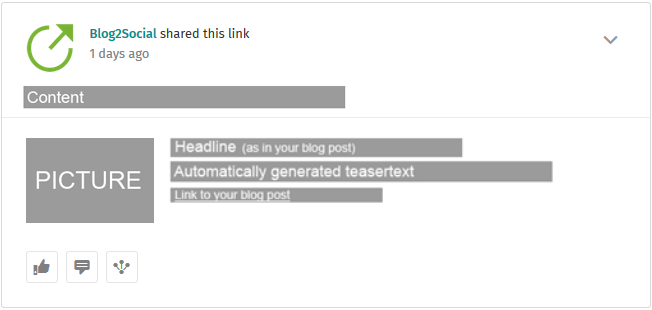 Blog2Social shared this link
1 days ago
Content
PICTURE
Headline (as in your blog post)
Automatically generated teasertext
Link to your blog post